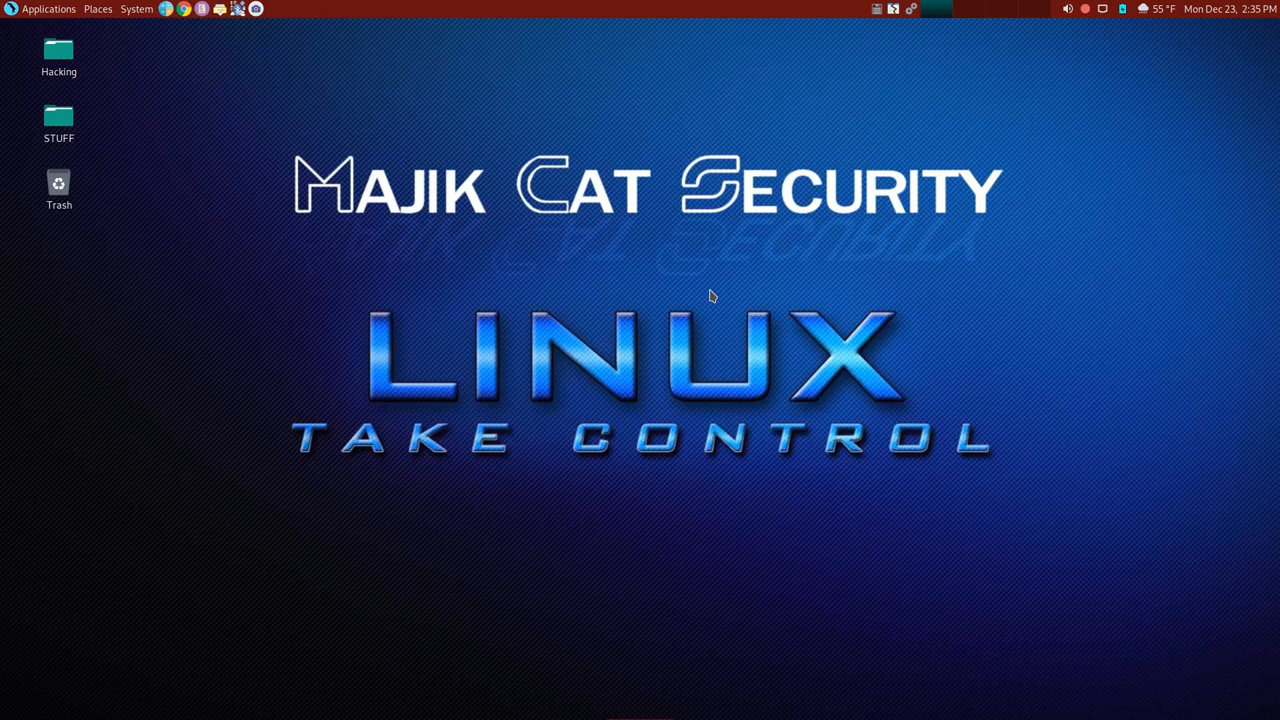 Applications Places System 55 °F Mon Dec 23, 2:35 PM
Hacking
STUFF
Trash
MAJIK CAT SECURITY
LINUX
TAKE CONTROL